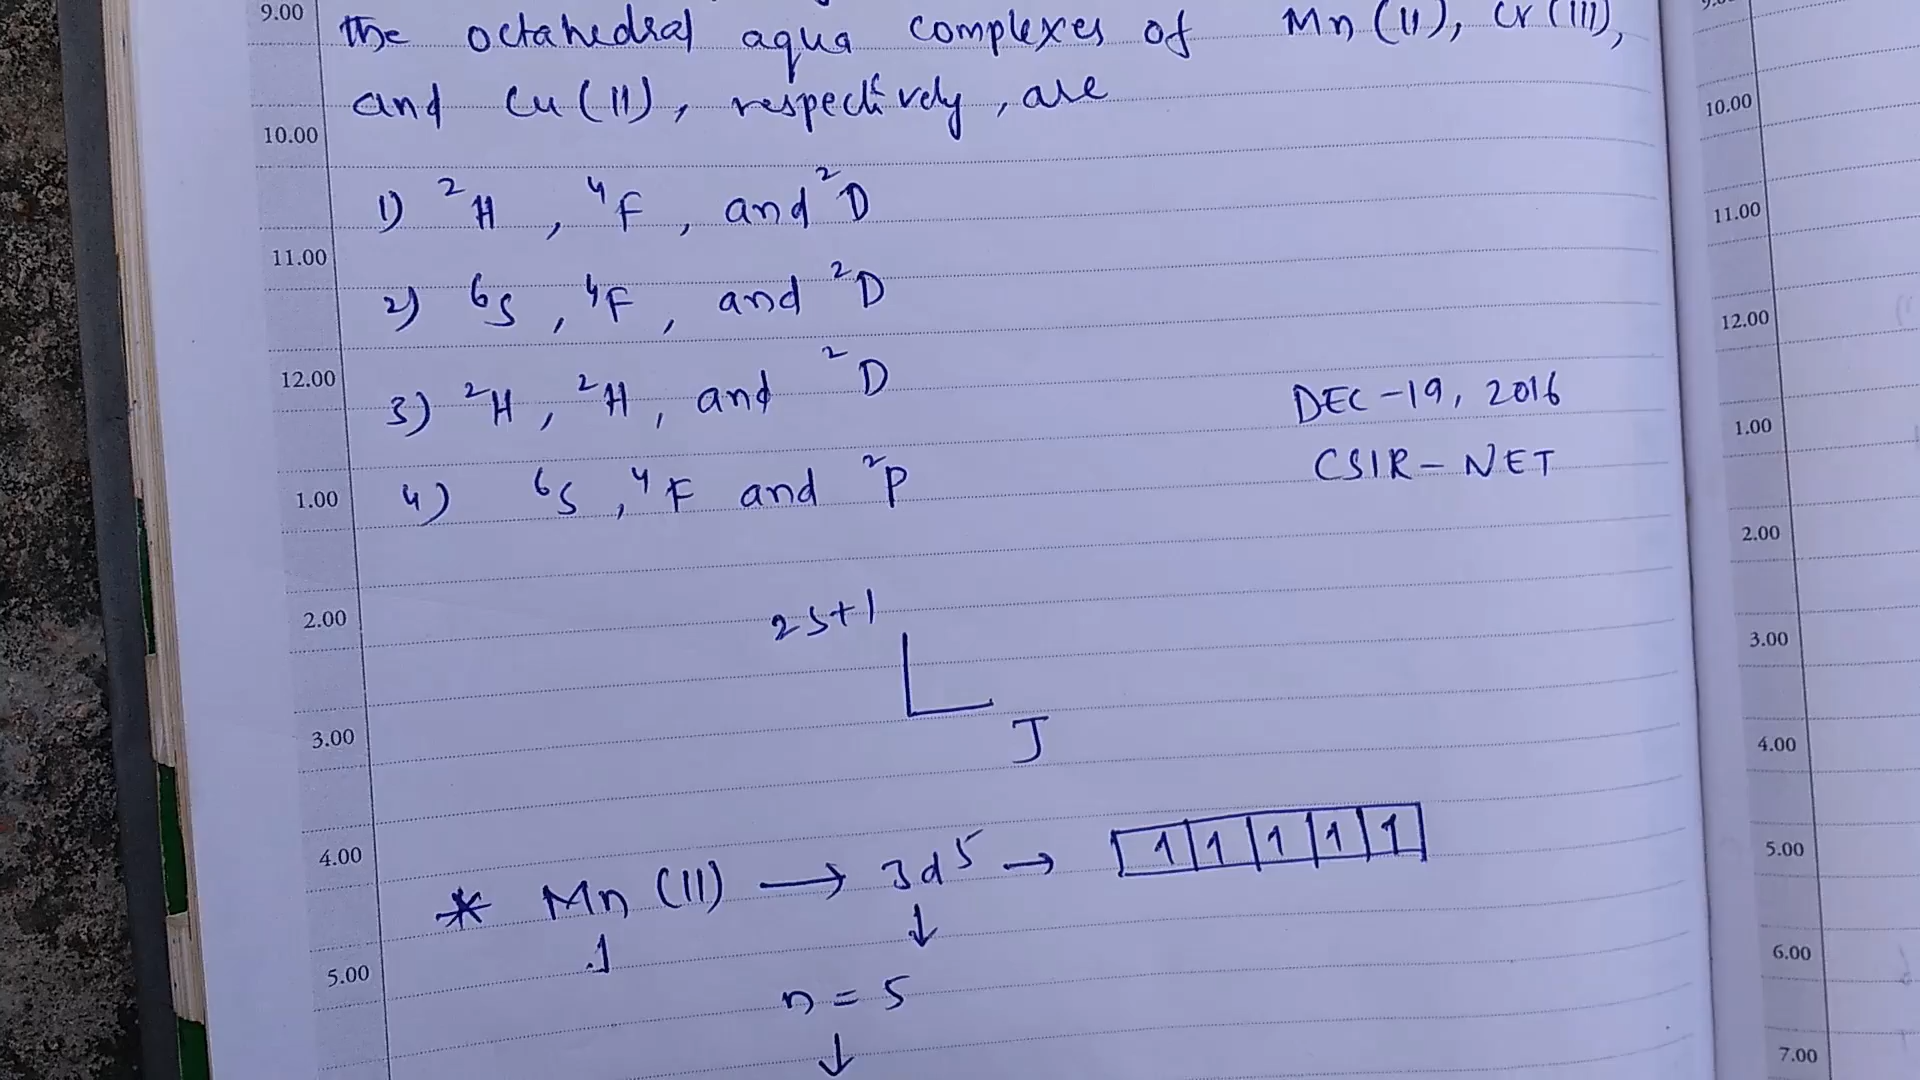 9.00
the octahedral aqua complexes of Mn (II), Cr (III),
and Cu (II), respectively, are
10.00
1) ²H, ⁴F, and ²D
11.00
2) ⁶S, ⁴F, and ²D
12.00
3) ²H, ²H, and ²D
DEC-19, 2016
CSIR - NET
1.00
4) ⁶S, ⁴F and ²P
2.00
2S+1
L
J
3.00
4.00
* Mn (II) → 3d⁵ → 1 1 1 1 1
↓
5.00
n = 5
↓
10.00
11.00
12.00
1.00
2.00
3.00
4.00
5.00
6.00
7.00